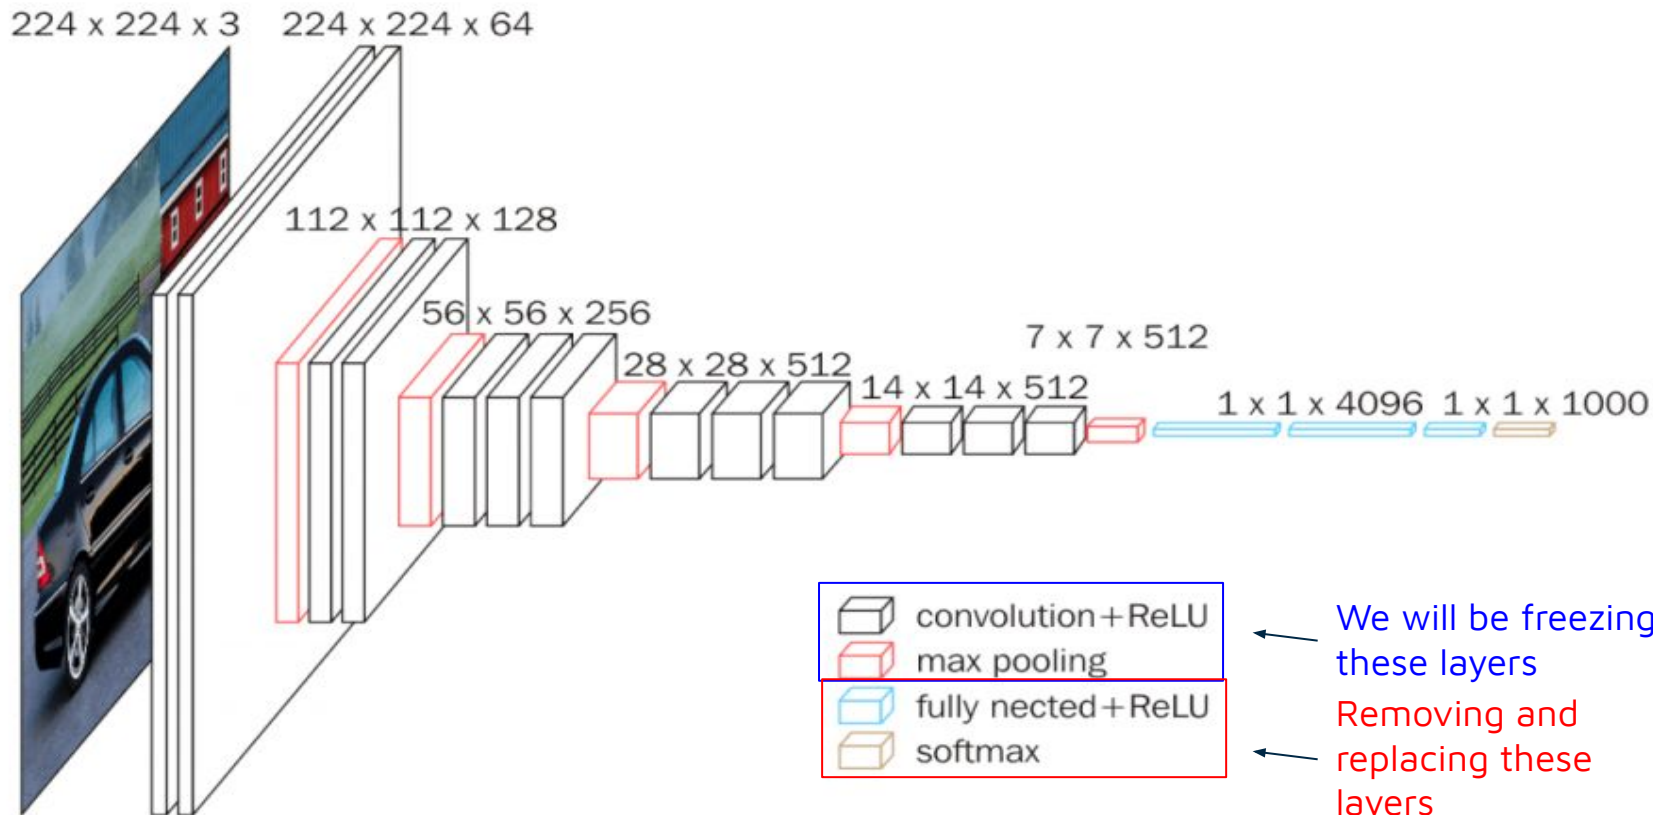 224 x 224 x 3
224 x 224 x 64
112 x 112 x 128
56 x 56 x 256
28 x 28 x 512
14 x 14 x 512
7 x 7 x 512
1 x 1 x 4096
1 x 1 x 1000
convolution+ReLU
max pooling
fully nected+ReLU
softmax
We will be freezing
these layers
Removing and
replacing these
layers